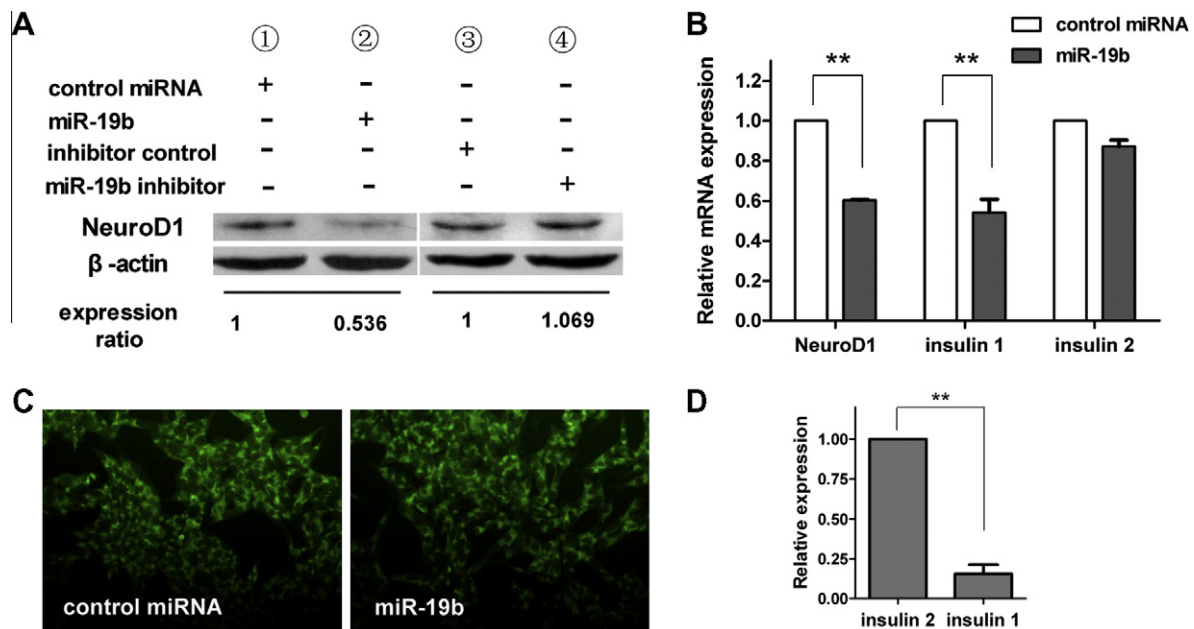 A
① ② ③ ④
control miRNA + - - -
miR-19b - + - -
inhibitor control - - + -
miR-19b inhibitor - - - +
NeuroD1
β -actin
expression ratio
1 0.536 1 1.069
B
control miRNA
miR-19b
Relative mRNA expression
** **
1.2
1.0
0.8
0.6
0.4
0.2
0.0
NeuroD1 insulin 1 insulin 2
C
control miRNA
miR-19b
D
Relative expression
**
1.00
0.75
0.50
0.25
0.00
insulin 2 insulin 1